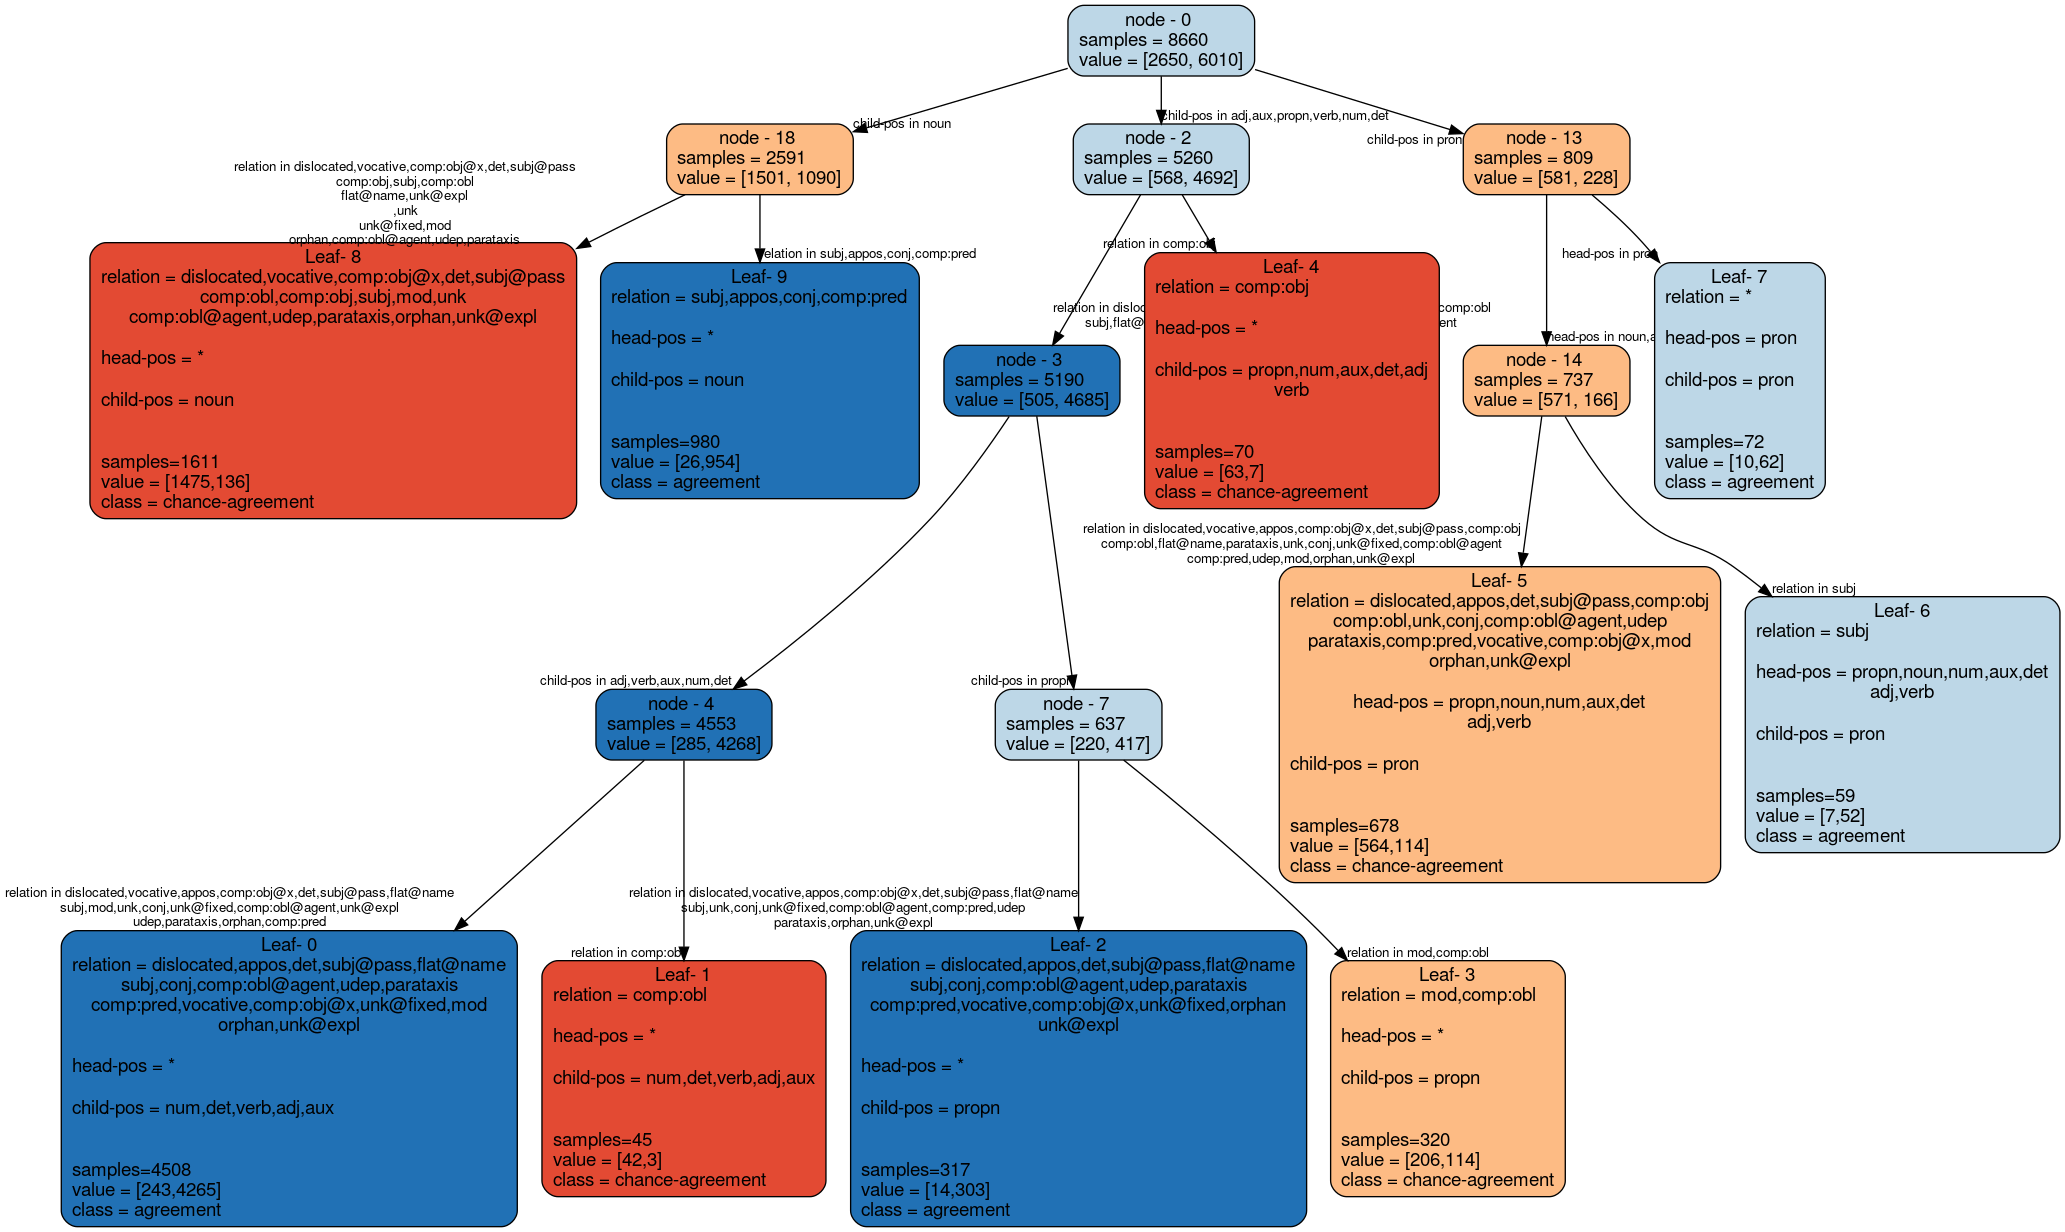 node - 0
samples = 8660
value = [2650, 6010]
child-pos in noun
child-pos in adj,aux,propn,verb,num,det
child-pos in pron
node - 18
samples = 2591
value = [1501, 1090]
node - 2
samples = 5260
value = [568, 4692]
node - 13
samples = 809
value = [581, 228]
relation in dislocated,vocative,comp:obj@x,det,subj@pass
comp:obj,subj,comp:obl
flat@name,unk@expl
,unk
unk@fixed,mod
orphan,comp:obl@agent,udep,parataxis
relation in subj,appos,conj,comp:pred
relation in comp:obj
head-pos in pron
Leaf- 8
relation = dislocated,vocative,comp:obj@x,det,subj@pass
comp:obl,comp:obj,subj,mod,unk
comp:obl@agent,udep,parataxis,orphan,unk@expl
head-pos = *
child-pos = noun
samples=1611
value = [1475,136]
class = chance-agreement
Leaf- 9
relation = subj,appos,conj,comp:pred
head-pos = *
child-pos = noun
samples=980
value = [26,954]
class = agreement
relation in
comp:obl
subj,flat@
node - 3
samples = 5190
value = [505, 4685]
Leaf- 4
relation = comp:obj
head-pos = *
child-pos = propn,num,aux,det,adj
verb
samples=70
value = [63,7]
class = chance-agreement
head-pos in noun,
node - 14
samples = 737
value = [571, 166]
Leaf- 7
relation = *
head-pos = pron
child-pos = pron
samples=72
value = [10,62]
class = agreement
relation in dislocated,vocative,appos,comp:obj@x,det,subj@pass,comp:obj
comp:obl,flat@name,parataxis,unk,conj,unk@fixed,comp:obl@agent
comp:pred,udep,mod,orphan,unk@expl
relation in subj
Leaf- 5
relation = dislocated,appos,det,subj@pass,comp:obj
comp:obl,unk,conj,comp:obl@agent,udep
parataxis,comp:pred,vocative,comp:obj@x,mod
orphan,unk@expl
head-pos = propn,noun,num,aux,det
adj,verb
child-pos = pron
samples=678
value = [564,114]
class = chance-agreement
Leaf- 6
relation = subj
head-pos = propn,noun,num,aux,det
adj,verb
child-pos = pron
samples=59
value = [7,52]
class = agreement
child-pos in adj,verb,aux,num,det
child-pos in propn
node - 4
samples = 4553
value = [285, 4268]
node - 7
samples = 637
value = [220, 417]
relation in dislocated,vocative,appos,comp:obj@x,det,subj@pass,flat@name
subj,mod,unk,conj,unk@fixed,comp:obl@agent,unk@expl
udep,parataxis,orphan,comp:pred
relation in comp:obl
relation in dislocated,vocative,appos,comp:obj@x,det,subj@pass,flat@name
subj,unk,conj,unk@fixed,comp:obl@agent,comp:pred,udep
parataxis,orphan,unk@expl
relation in mod,comp:obl
Leaf- 0
relation = dislocated,appos,det,subj@pass,flat@name
subj,conj,comp:obl@agent,udep,parataxis
comp:pred,vocative,comp:obj@x,unk@fixed,mod
orphan,unk@expl
head-pos = *
child-pos = num,det,verb,adj,aux
samples=4508
value = [243,4265]
class = agreement
Leaf- 1
relation = comp:obl
head-pos = *
child-pos = num,det,verb,adj,aux
samples=45
value = [42,3]
class = chance-agreement
Leaf- 2
relation = dislocated,appos,det,subj@pass,flat@name
subj,conj,comp:obl@agent,udep,parataxis
comp:pred,vocative,comp:obj@x,unk@fixed,orphan
unk@expl
head-pos = *
child-pos = propn
samples=317
value = [14,303]
class = agreement
Leaf- 3
relation = mod,comp:obl
head-pos = *
child-pos = propn
samples=320
value = [206,114]
class = chance-agreement